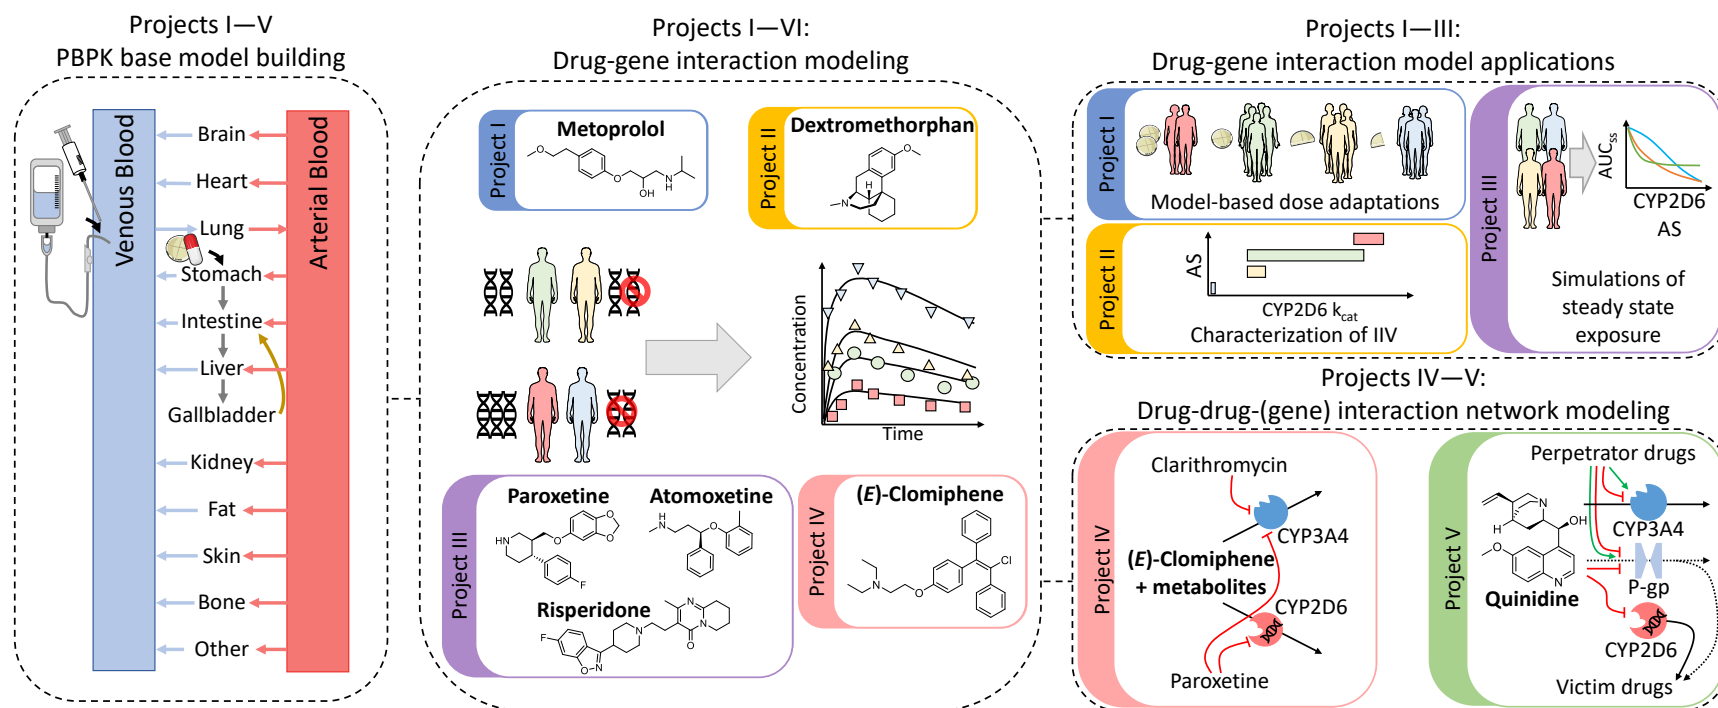 Projects I—V
PBPK base model building
Venous Blood
Arterial Blood
Brain
Heart
Lung
Stomach
Intestine
Liver
Gallbladder
Kidney
Fat
Skin
Bone
Other
Projects I—VI:
Drug-gene interaction modeling
Project I
Metoprolol
O
O
OH
N
H
Project II
Dextromethorphan
O
H
N
Concentration
Time
Project III
Paroxetine
HN
O
O
O
F
Atomoxetine
HN
O
Risperidone
F
O
N
N
N
N
O
Project IV
(E)-Clomiphene
N
O
Cl
Projects I—III:
Drug-gene interaction model applications
Project I
Model-based dose adaptations
Project II
AS
CYP2D6 kcat
Characterization of IIV
Project III
AUCss
CYP2D6
AS
Simulations of
steady state
exposure
Projects IV—V:
Drug-drug-(gene) interaction network modeling
Project IV
Clarithromycin
CYP3A4
(E)-Clomiphene
+ metabolites
CYP2D6
Paroxetine
Project V
Perpetrator drugs
N
H
OH
O
N
Quinidine
CYP3A4
P-gp
CYP2D6
Victim drugs